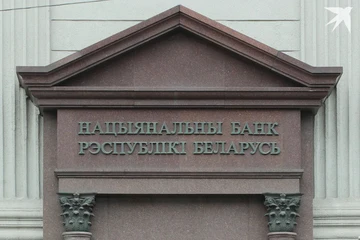 НАЦЫЯНАЛЬНЫ БАНК
РЭСПУБЛІКІ БЕЛАРУСЬ